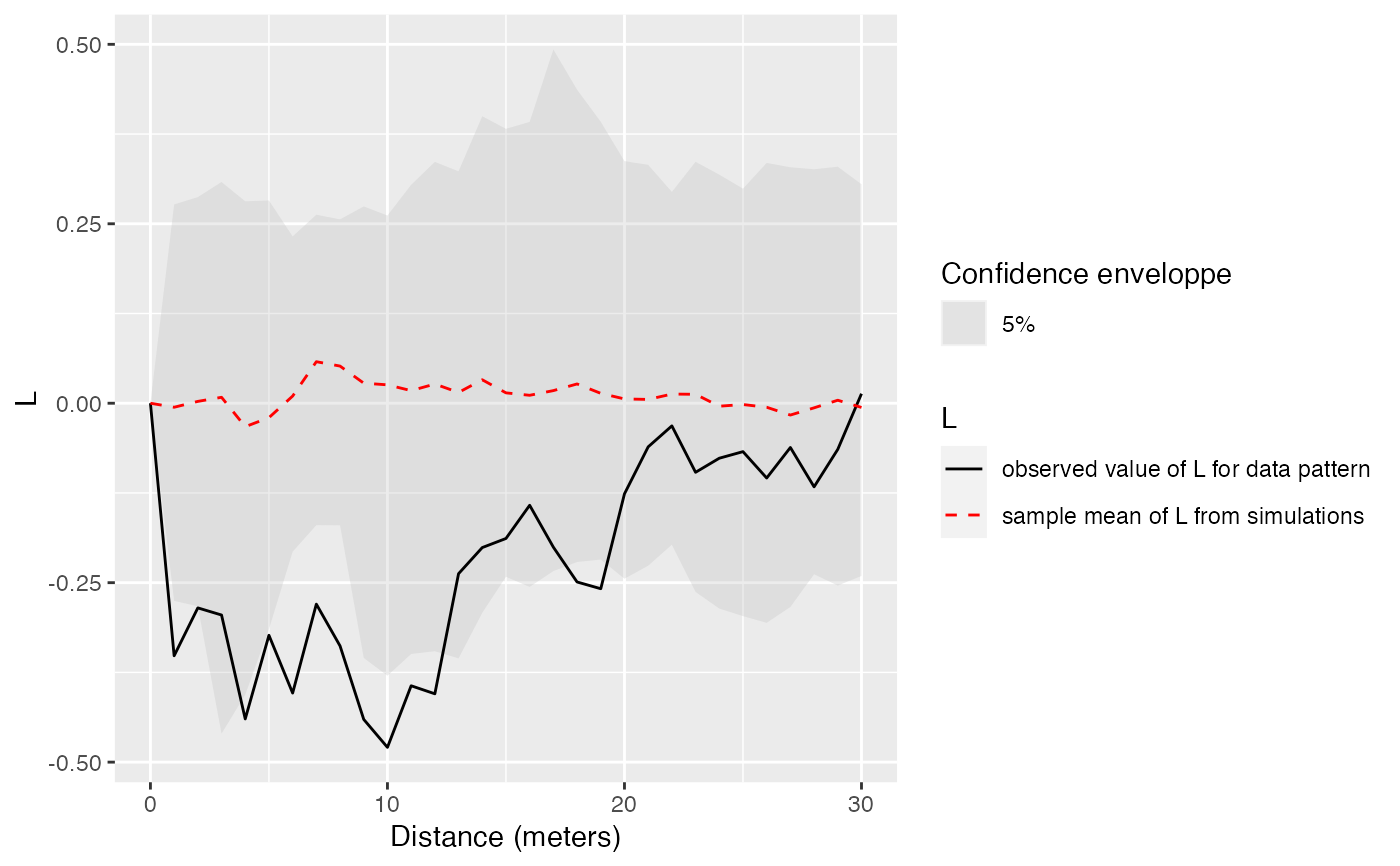 0.50
0.25
0.00
-0.25
-0.50
L
0
10
20
30
Distance (meters)
Confidence enveloppe
5%
L
observed value of L for data pattern
sample mean of L from simulations